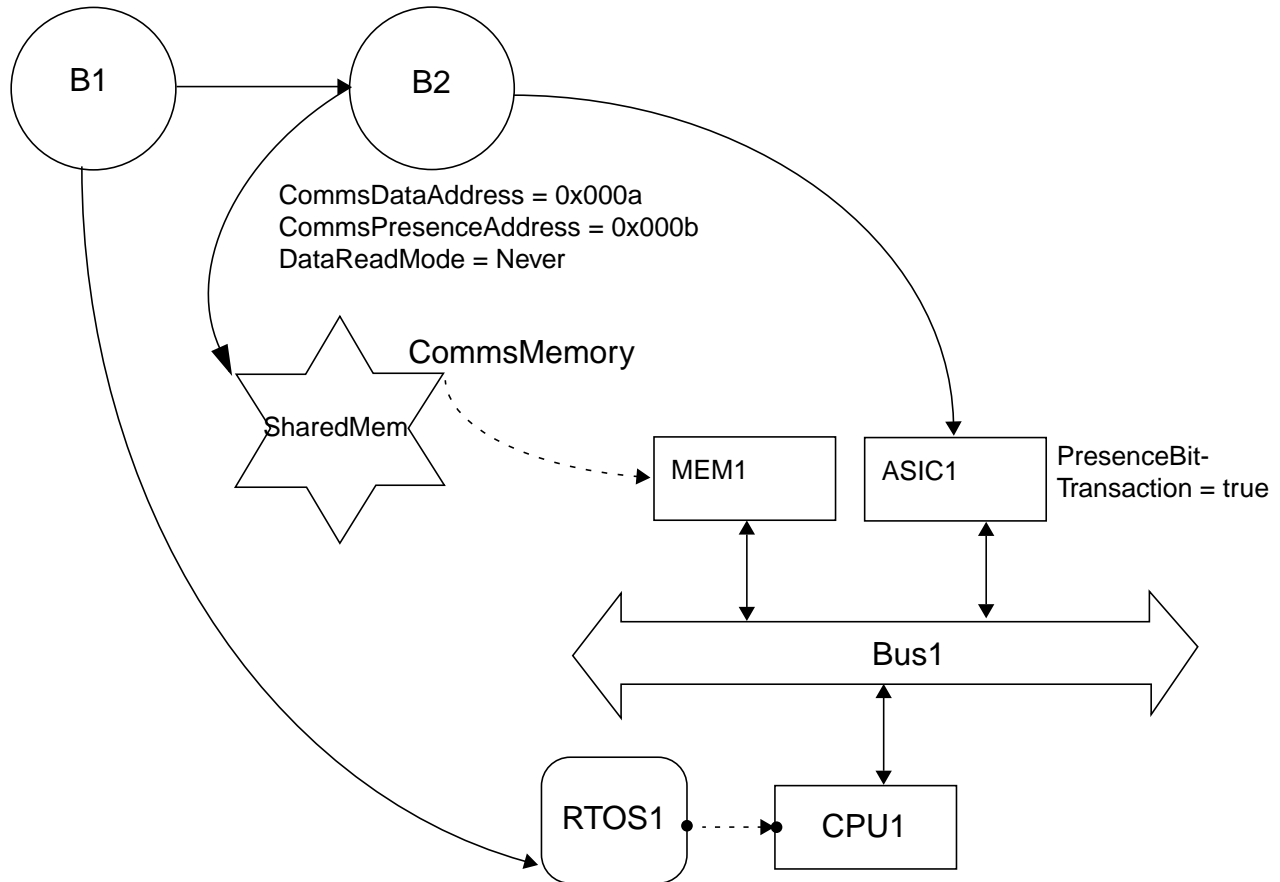 B1
B2
CommsDataAddress = 0x000a
CommsPresenceAddress = 0x000b
DataReadMode = Never
CommsMemory
SharedMem
MEM1
ASIC1
PresenceBit-
Transaction = true
Bus1
RTOS1
CPU1